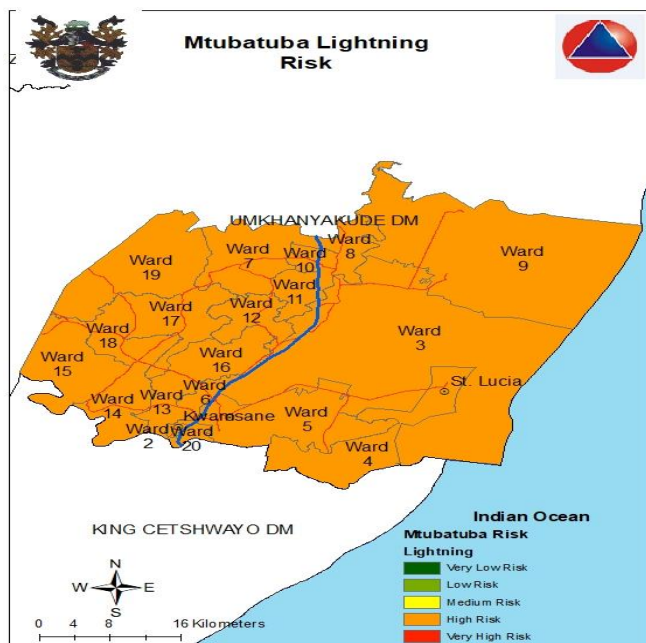 Mtubatuba Lightning
Risk
UMKHANYAKUDE DM
Ward
19
Ward
7
Ward
10
Ward
8
Ward
9
Ward
11
Ward
12
Ward
17
Ward
18
Ward
3
Ward
15
Ward
16
St. Lucia
Ward
6
Ward
14
Ward
13
Kwamsane
Ward
5
Ward
2
Ward
20
Ward
4
KING CETSHWAYO DM
Indian Ocean
Mtubatuba Risk
Lightning
Very Low Risk
Low Risk
Medium Risk
High Risk
Very High Risk
N
W
E
S
0 4 8 16 Kilometers